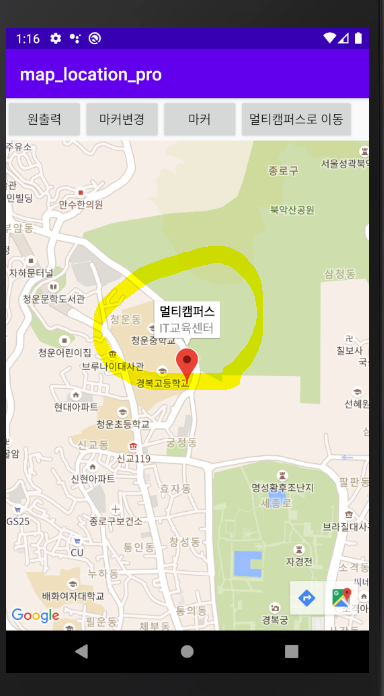 1:16
map_location_pro
원출력 마커변경 마커 멀티캠퍼스로 이동
주유소
서울성곽북악
종로구
만수한의원
빌딩
북악산공원
부암동
삼청동
자하문터널
청운문학도서관
청운동
멀티캠퍼스
IT교육센터
청운중학교
청운어린이집
브루나이대사관
칠보사
경복고등학교
선혜원
현대아파트
청운초등학교
신교동
궁정동
신교119
신현아파트
명성황후조난지
팔판동
효자동
세종로
GS25
종로구보건소
브라질대사
CU
통인동
창성동
자경전
소격동
누하동
배화여자대학교
통의동
Google
필운동
체부동
경복궁